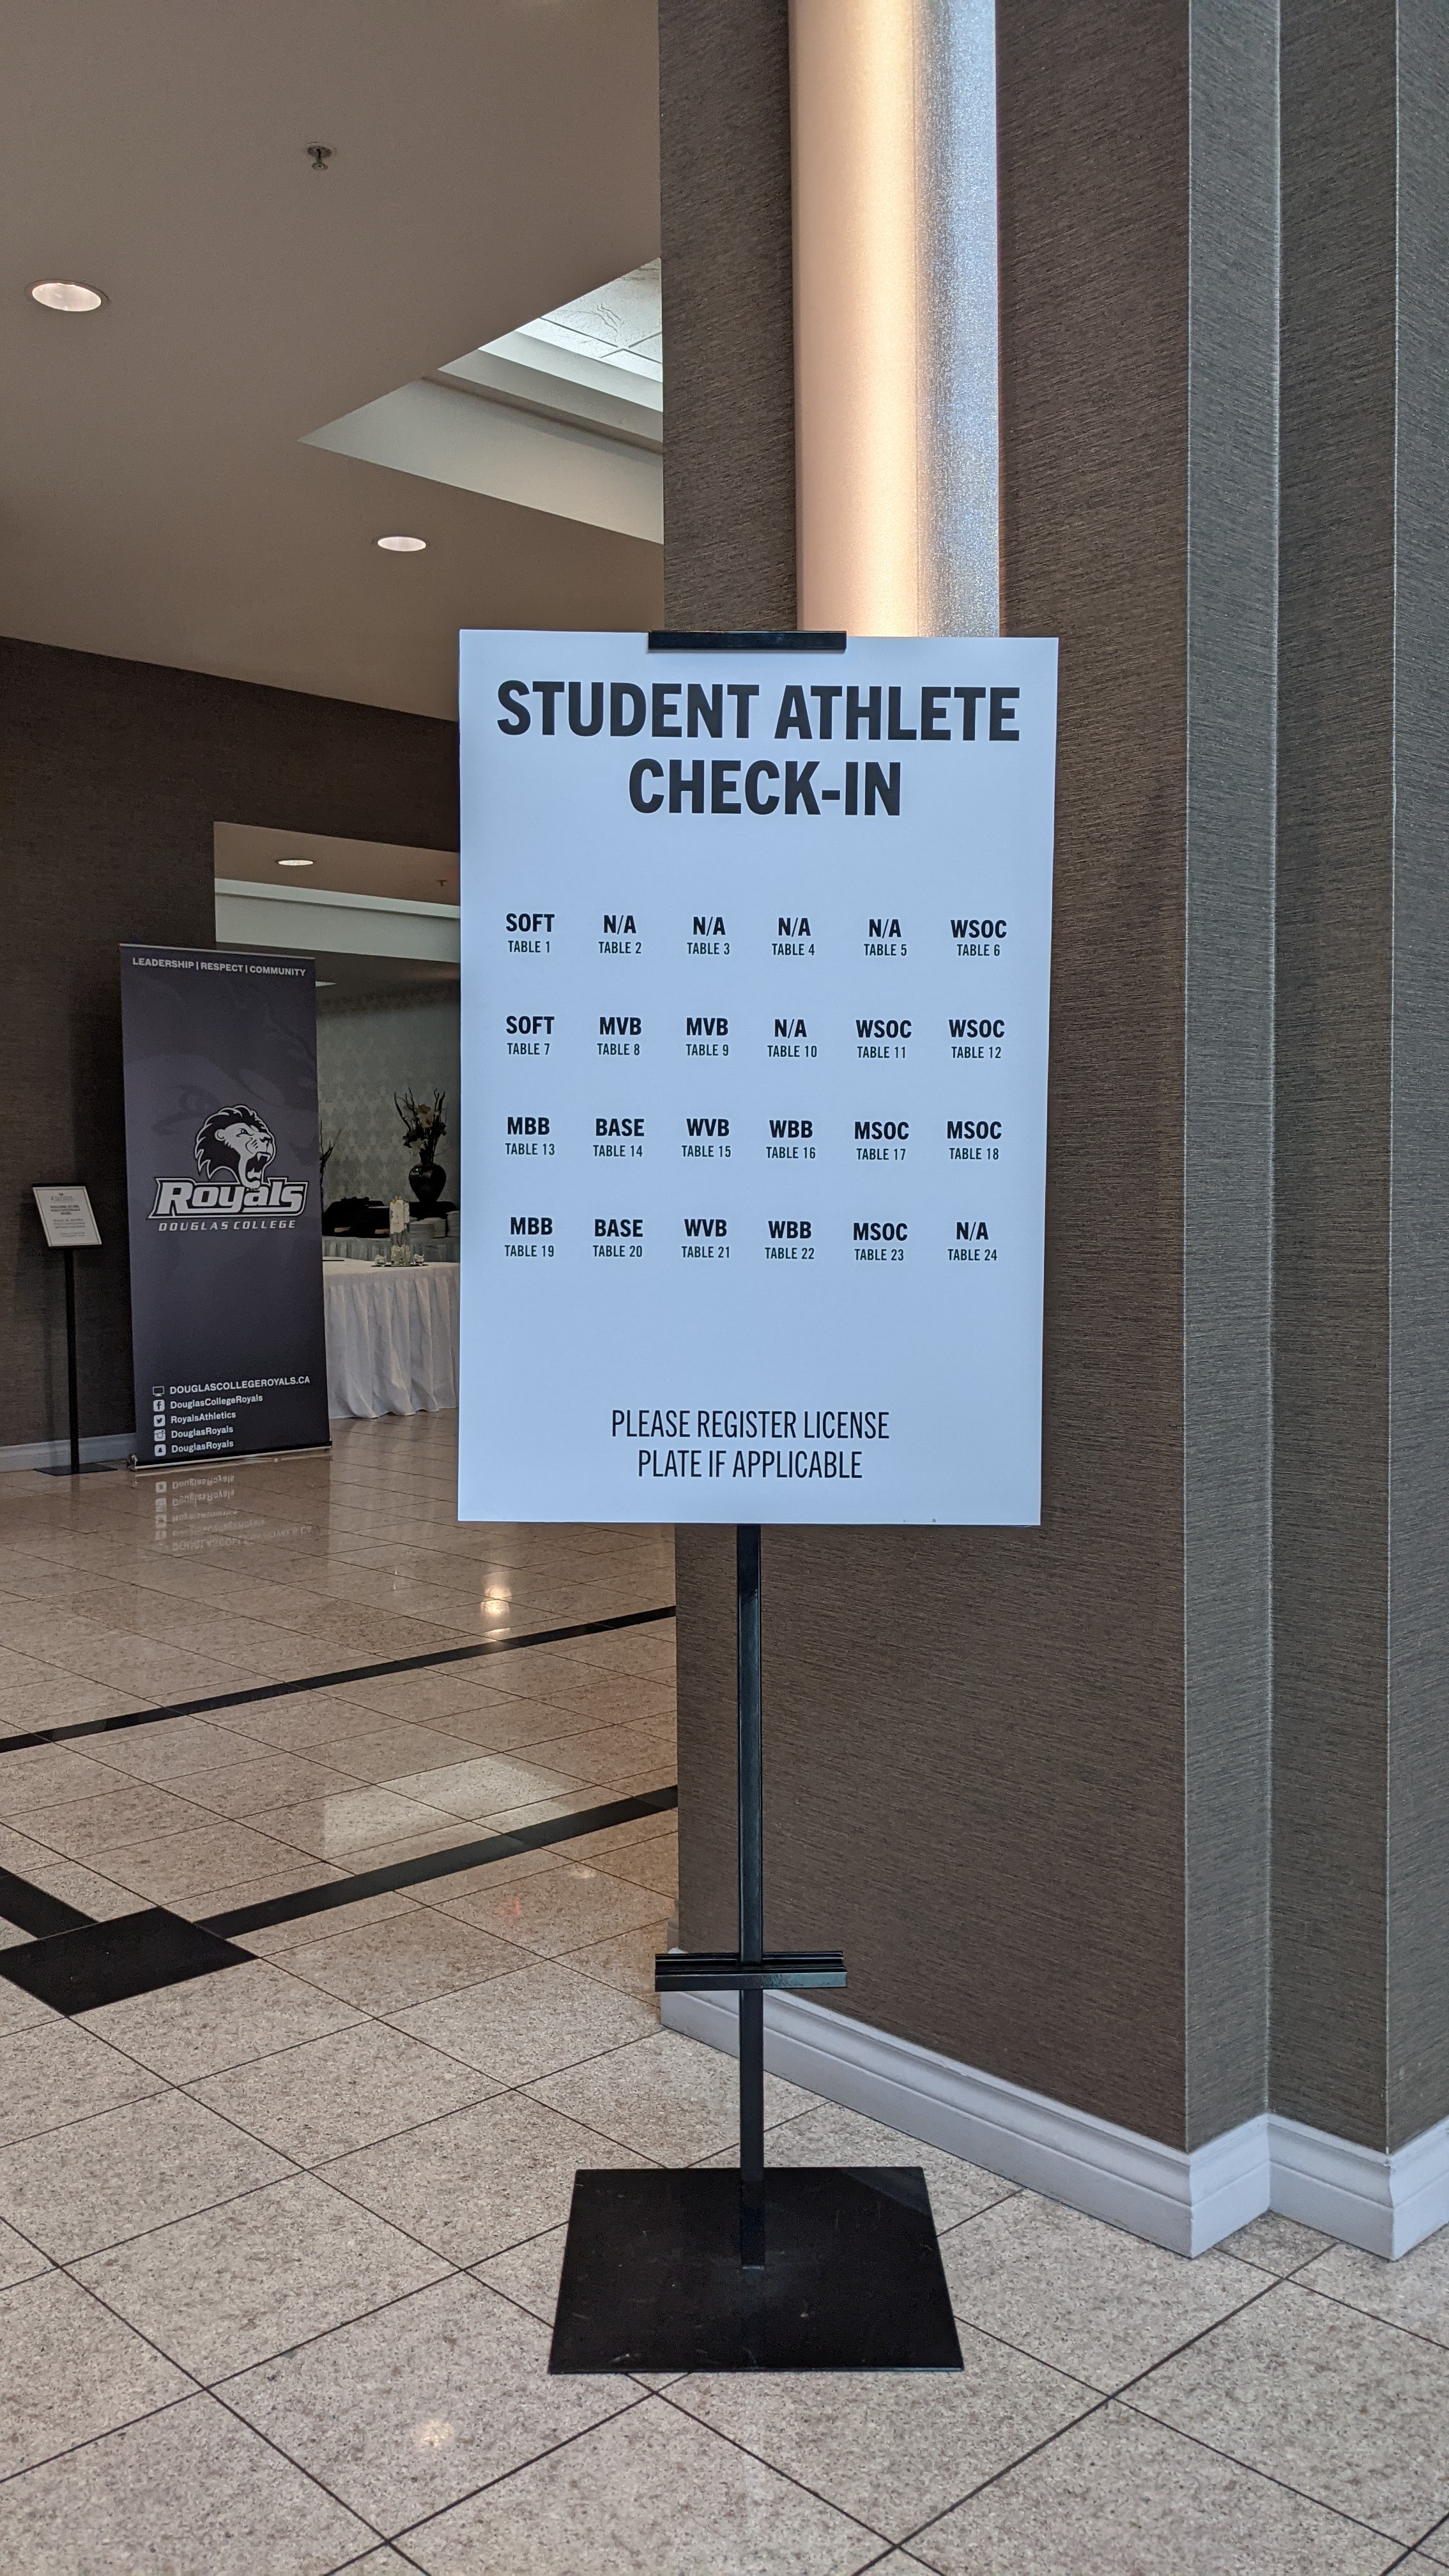 STUDENT ATHLETE
CHECK-IN
SOFT N/A N/A N/A N/A WSOC
TABLE 1 TABLE 2 TABLE 3 TABLE 4 TABLE 5 TABLE 6
SOFT MVB MVB N/A WSOC WSOC
TABLE 7 TABLE 8 TABLE 9 TABLE 10 TABLE 11 TABLE 12
MBB BASE WVB WBB MSOC MSOC
TABLE 13 TABLE 14 TABLE 15 TABLE 16 TABLE 17 TABLE 18
MBB BASE WVB WBB MSOC N/A
TABLE 19 TABLE 20 TABLE 21 TABLE 22 TABLE 23 TABLE 24
PLEASE REGISTER LICENSE
PLATE IF APPLICABLE
LEADERSHIP | RESPECT | COMMUNITY
Royals
DOUGLAS COLLEGE
DOUGLASCOLLEGEROYALS.CA
DouglasCollegeRoyals
RoyalsAthletics
DouglasRoyals
DouglasRoyals